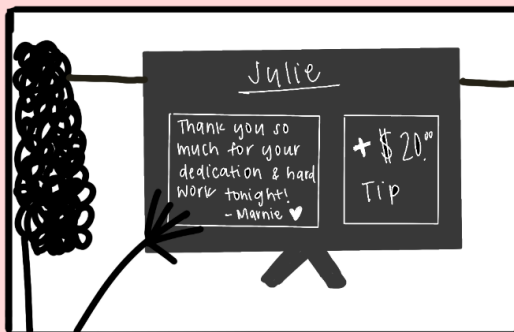 Julie
Thank you so
much for your
dedication & hard
work tonight!
- Marnie ♥
+ $20.00
Tip